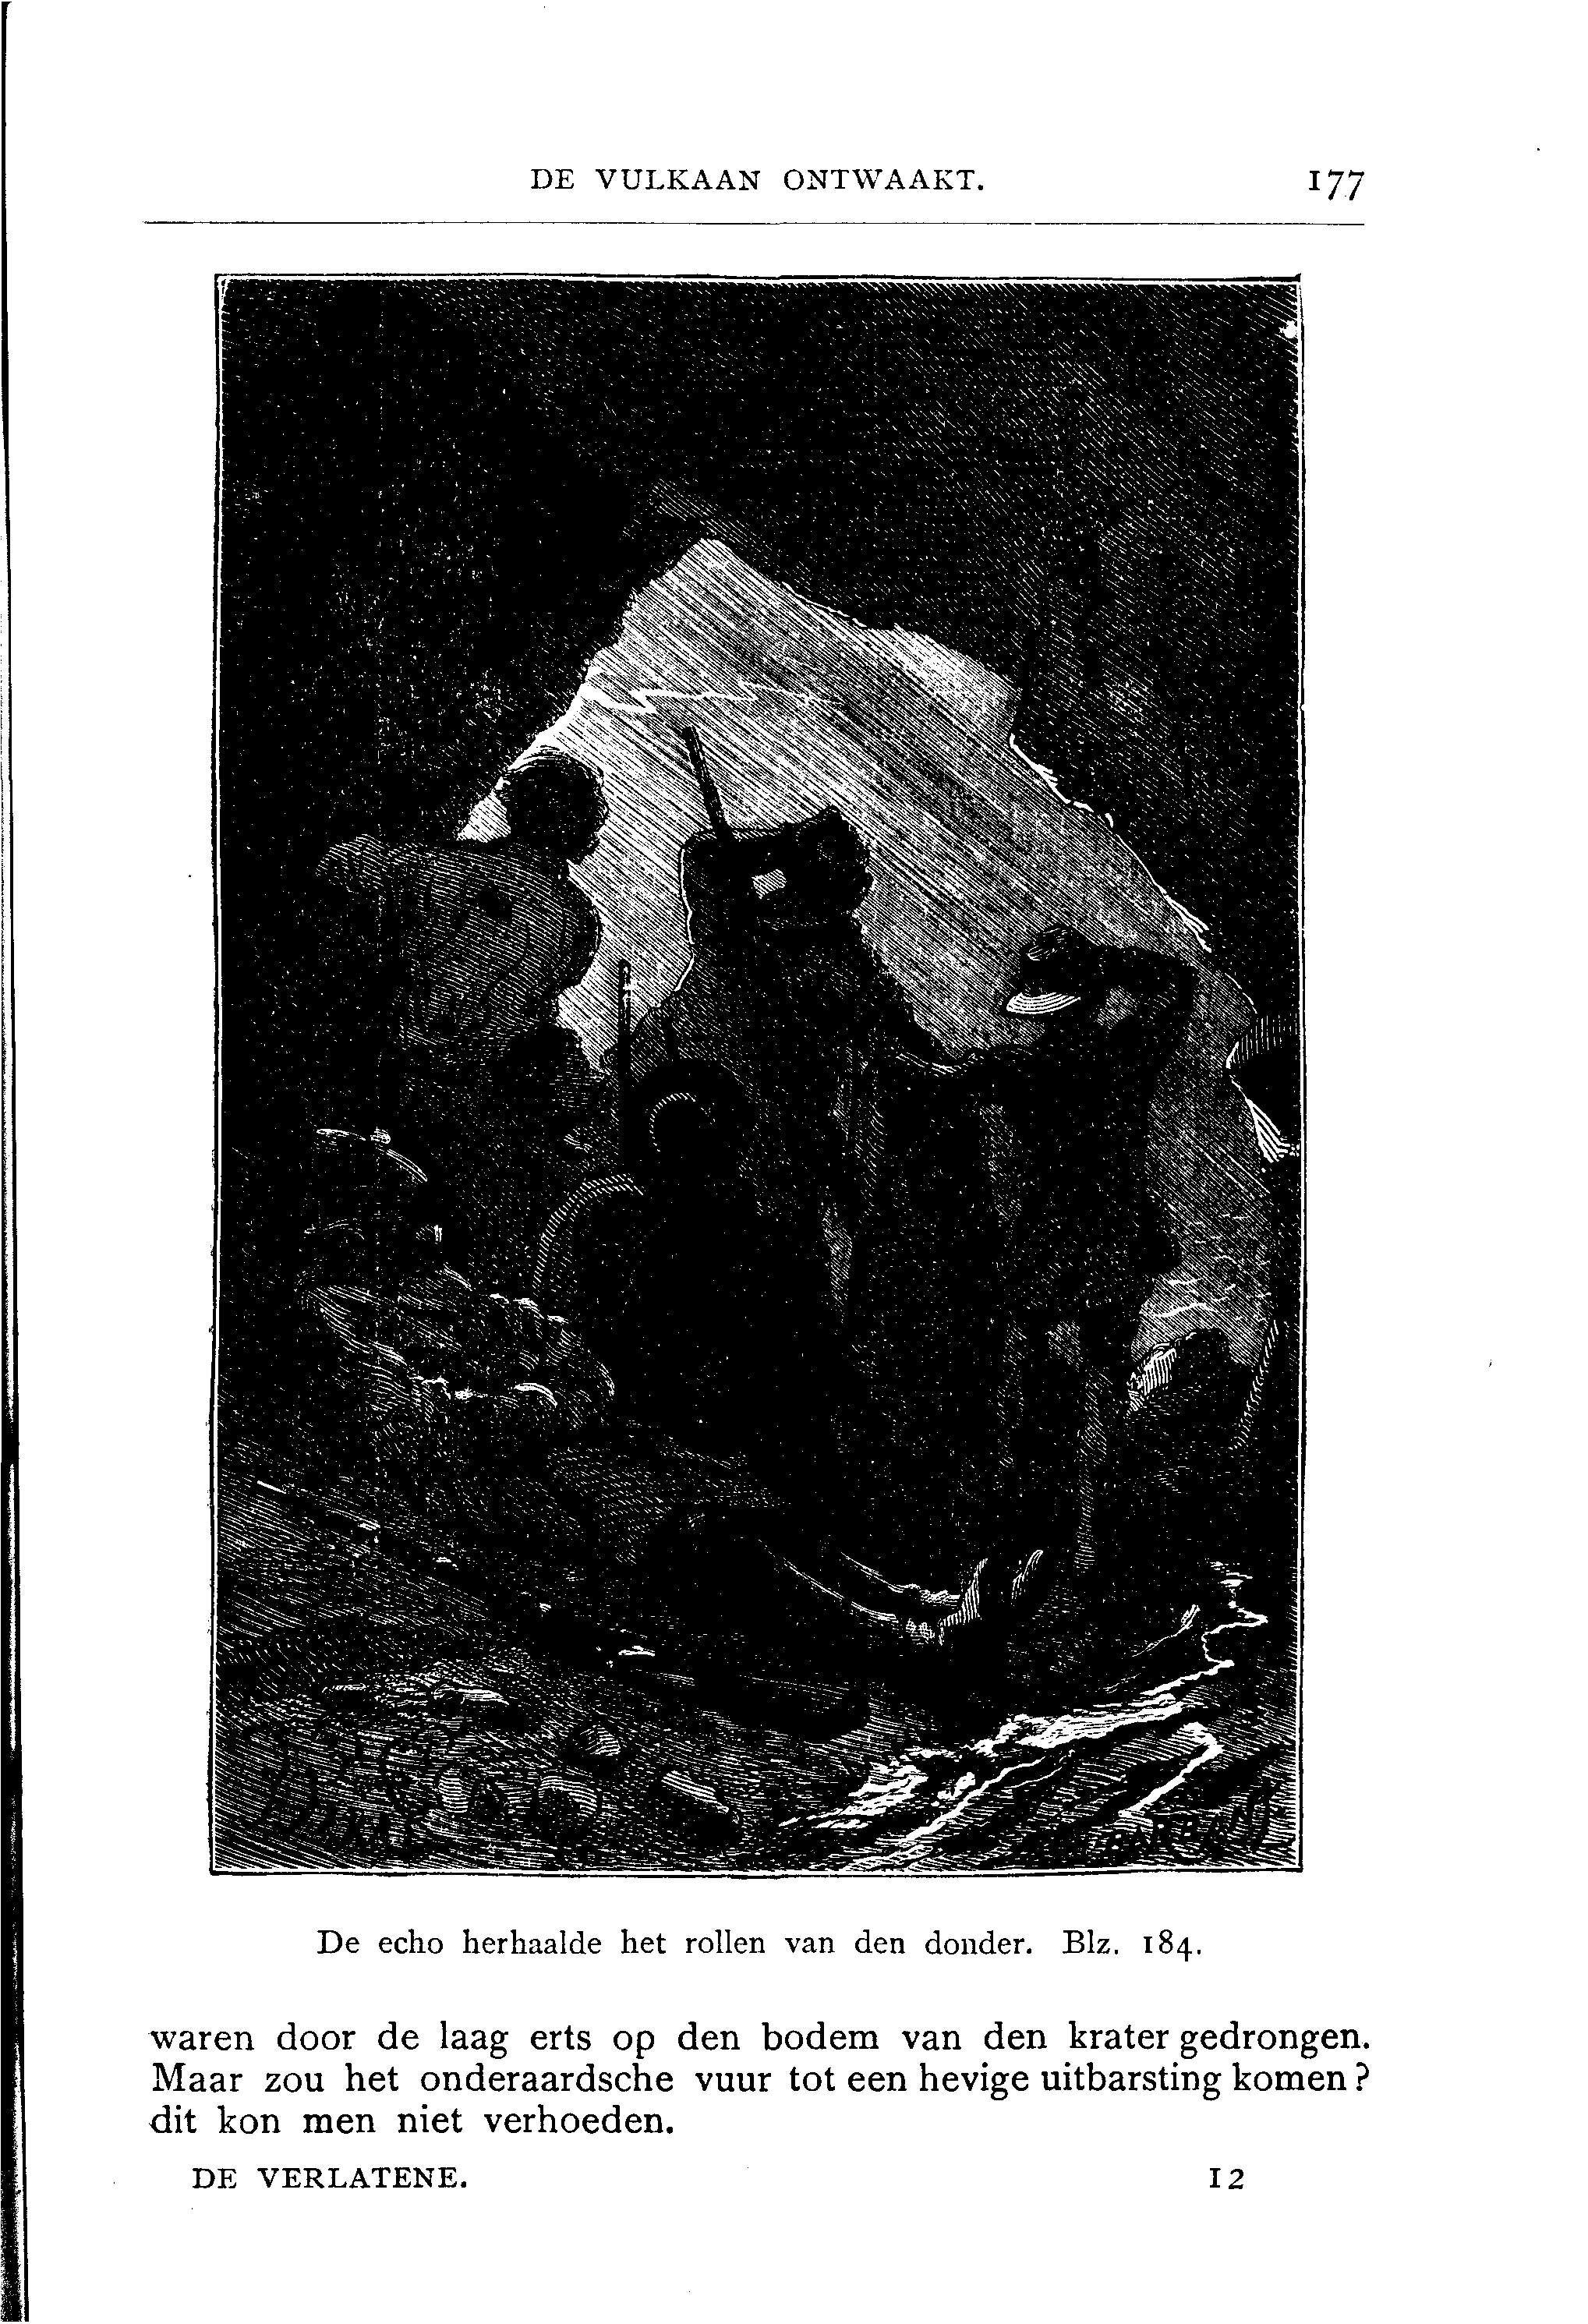 DE VULKAAN ONTWAAKT. 177
De echo herhaalde het rollen van den donder. Blz. 184.
waren door de laag erts op den bodem van den krater gedrongen.
Maar zou het onderaardsche vuur tot een hevige uitbarsting komen?
dit kon men niet verhoeden.
DE VERLATENE. 12